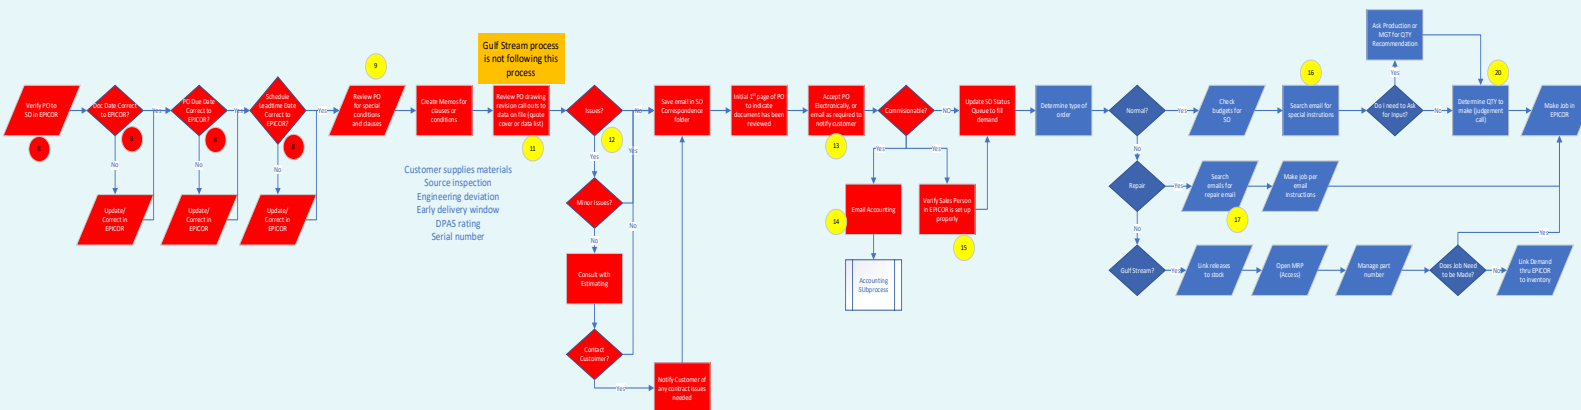 Verify PO to
SO in EPICOR
Doc Date Correct
to EPICOR?
Yes
No
Update/
Correct in
EPICOR
PO Due Date
Correct to
EPICOR?
Yes
No
Update/
Correct in
EPICOR
Schedule
Leadtime Date
Correct to
EPICOR?
Yes
No
Update/
Correct in
EPICOR
9
Review PO
for special
conditions
and clauses
Create Memos for
clauses or
conditions
Gulf Stream process
is not following this
process
Review PO drawing
revision callouts to
data on file (quote
cover or data list)
11
Customer supplies materials
Source inspection
Engineering deviation
Early delivery window
DPAS rating
Serial number
Issues?
12
No
Yes
Minor Issues?
Yes
No
Consult with
Estimating
Contact
Custoimer?
No
Yes
Notify Customer of
any contract issues
needed
Save email in SO
Correspondence
folder
Initial 1st page of PO
to indicate
document has been
reviewed
Accept PO
Electronically, or
email as required to
notify customer
13
Commisionable?
NO
Yes
Yes
Email Accounting
14
Accounting
SUbprocess
Verify Sales Person
in EPICOR is set up
properly
15
Update SO Status
Queue to fill
demand
Determine type of
order
Normal?
Yes
No
Check
budgets for
SO
16
Search email for
special instrutions
Do I need to Ask
for Input?
Yes
No
Ask Production or
MGT for QTY
Recommendation
20
Determine QTY to
make (judgement
call)
Make Job in
EPICOR
Repair
Yes
No
Search
emails for
repair email
17
Make job per
email
Instructions
Gulf Stream?
Yes
Link releases
to stock
Open MRP
(Access)
Manage part
number
Does Job Need
to be Made?
Yes
No
Link Demand
thru EPICOR
to inventory